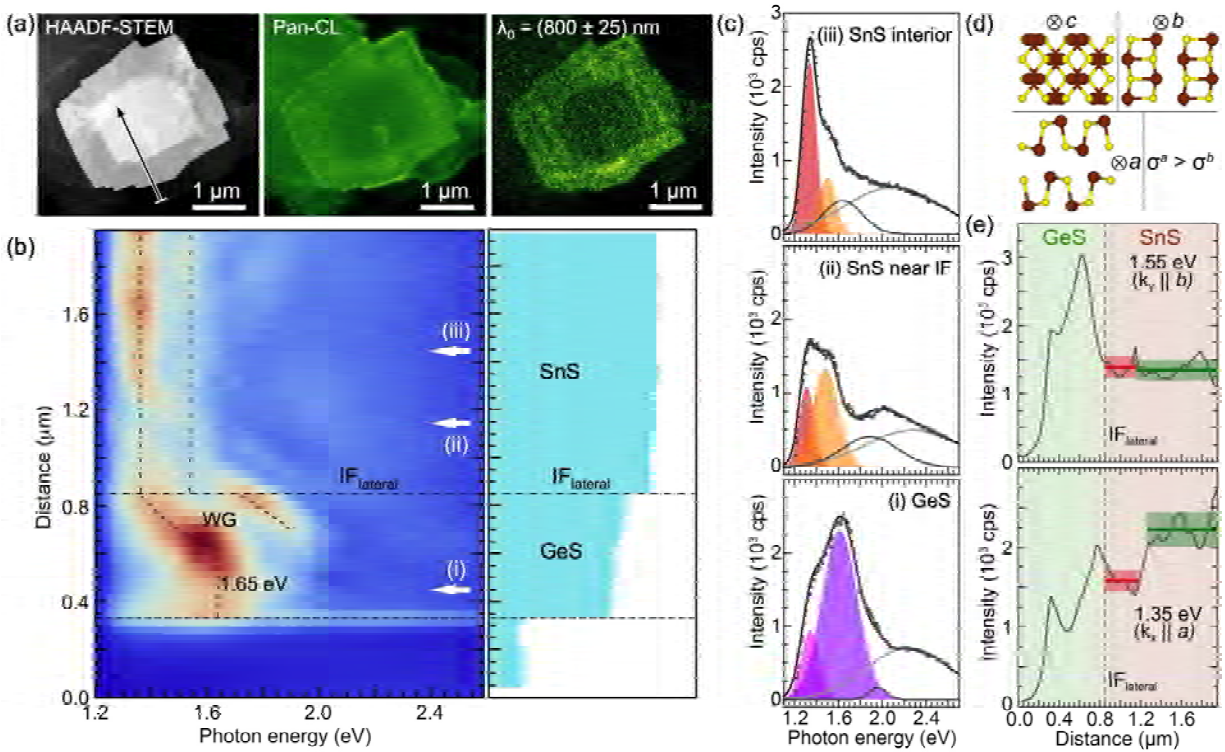 (a)
HAADF-STEM
1 μm
Pan-CL
1 μm
λ0 = (800 ± 25) nm
1 μm
(b)
Distance (μm)
1.6
1.2
0.8
0.4
0.0
(iii)
(ii)
IFlateral
WG
(i)
1.65 eV
1.2 1.6 2.0 2.4
Photon energy (eV)
SnS
IFlateral
GeS
(c)
Intensity (10³ cps)
3
2
1
0
(iii) SnS interior
Intensity (10³ cps)
3
2
1
0
(ii) SnS near IF
Intensity (10³ cps)
3
2
1
0
(i) GeS
1.2 1.6 2.0 2.4
Photon energy (eV)
(d)
⊗ c
⊗ b
⊗ a
σᵃ > σᵇ
(e)
GeS
SnS
Intensity (10³ cps)
3
2
1
0
1.55 eV
(ky || b)
IFlateral
Intensity (10³ cps)
3
2
1
0
1.35 eV
(kx || a)
IFlateral
0.0 0.4 0.8 1.2 1.6
Distance (μm)